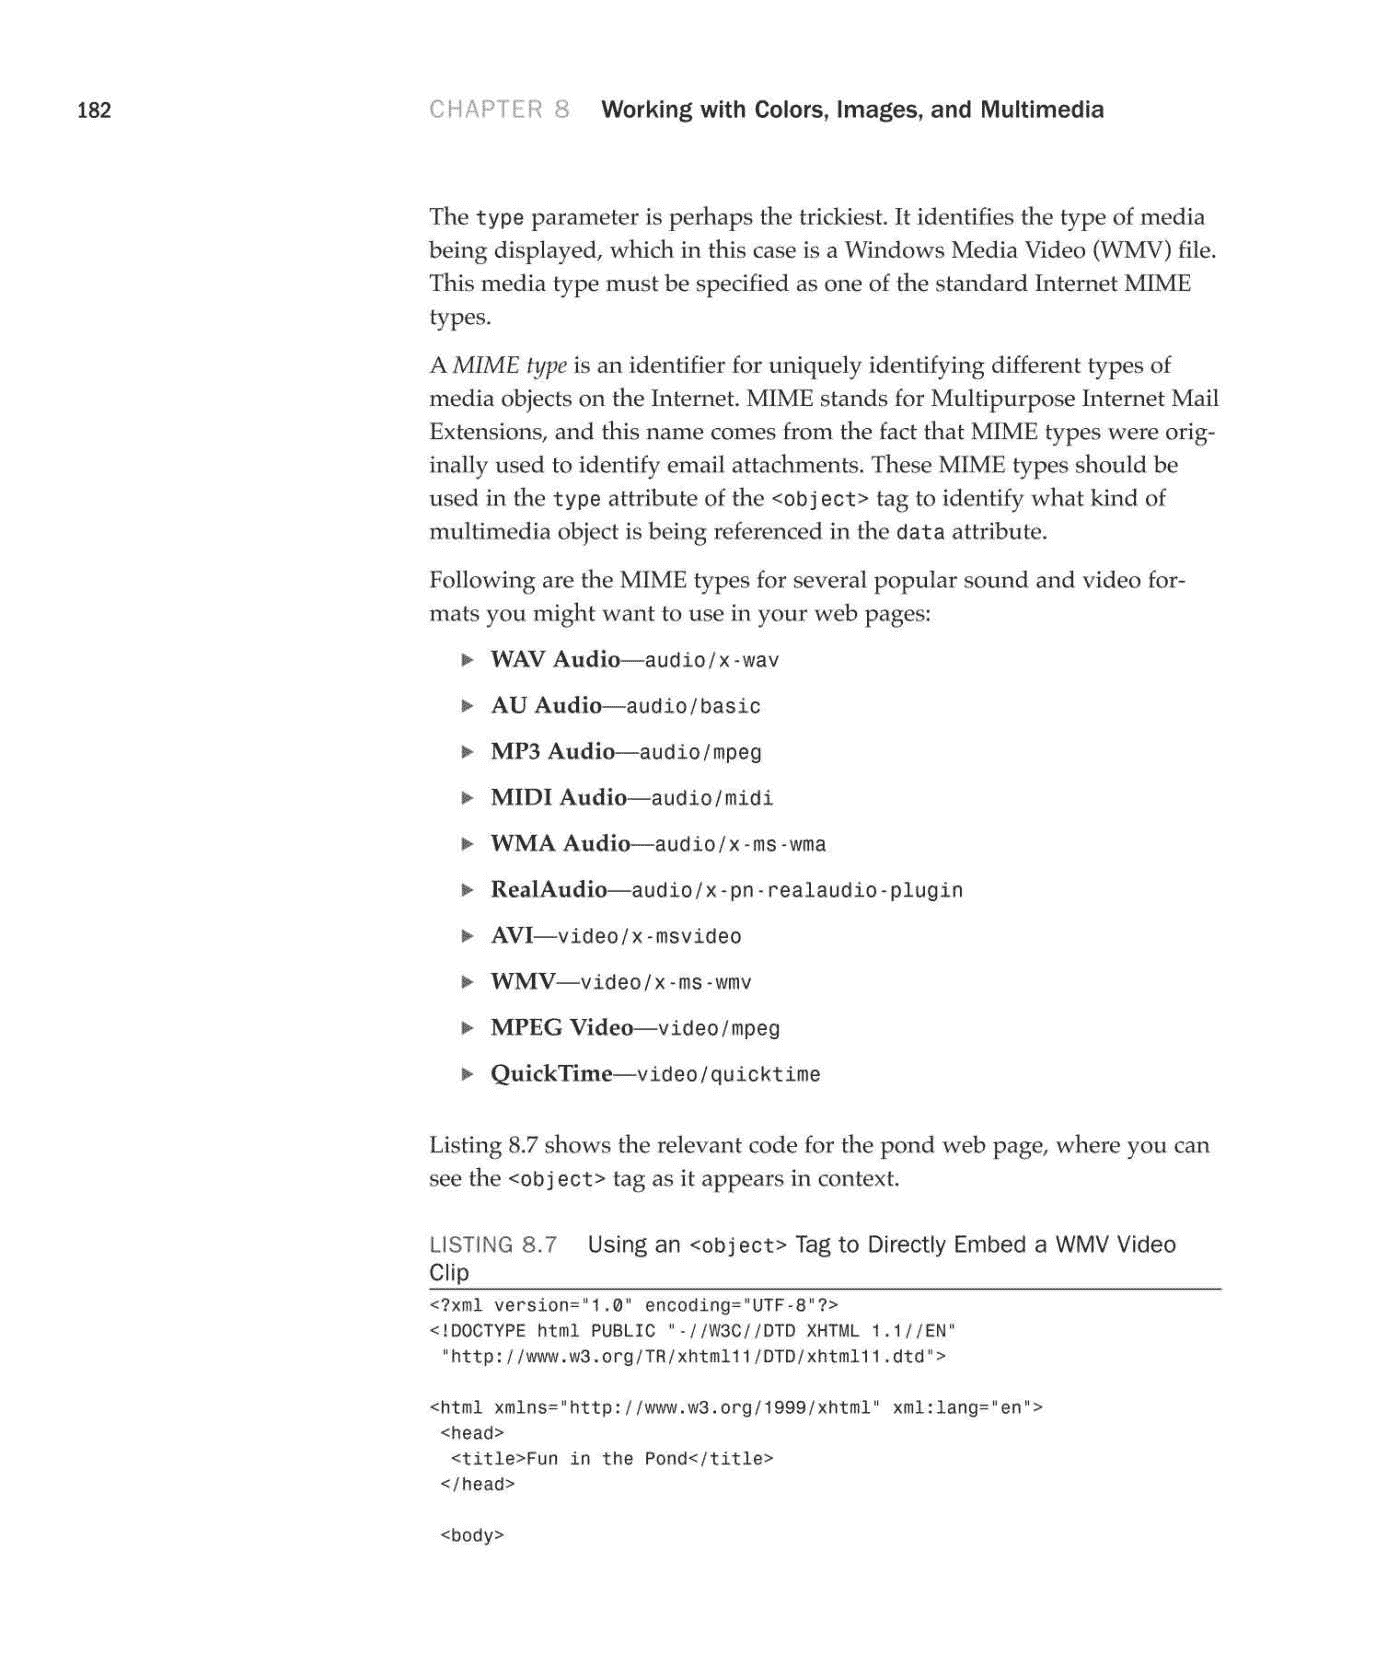 182
CHAPTER 8 Working with Colors, Images, and Multimedia
The type parameter is perhaps the trickiest. It identifies the type of media
being displayed, which in this case is a Windows Media Video (WMV) file.
This media type must be specified as one of the standard Internet MIME
types.
A MIME type is an identifier for uniquely identifying different types of
media objects on the Internet. MIME stands for Multipurpose Internet Mail
Extensions, and this name comes from the fact that MIME types were orig-
inally used to identify email attachments. These MIME types should be
used in the type attribute of the <object> tag to identify what kind of
multimedia object is being referenced in the data attribute.
Following are the MIME types for several popular sound and video for-
mats you might want to use in your web pages:
▶ WAV Audio—audio/x-wav
▶ AU Audio—audio/basic
▶ MP3 Audio—audio/mpeg
▶ MIDI Audio—audio/midi
▶ WMA Audio—audio/x-ms-wma
▶ RealAudio—audio/x-pn-realaudio-plugin
▶ AVI—video/x-msvideo
▶ WMV—video/x-ms-wmv
▶ MPEG Video—video/mpeg
▶ QuickTime—video/quicktime
Listing 8.7 shows the relevant code for the pond web page, where you can
see the <object> tag as it appears in context.
LISTING 8.7 Using an <object> Tag to Directly Embed a WMV Video
Clip
<?xml version="1.0" encoding="UTF-8"?>
<!DOCTYPE html PUBLIC "-//W3C//DTD XHTML 1.1//EN"
"http://www.w3.org/TR/xhtml11/DTD/xhtml11.dtd">
<html xmlns="http://www.w3.org/1999/xhtml" xml:lang="en">
<head>
<title>Fun in the Pond</title>
</head>
<body>